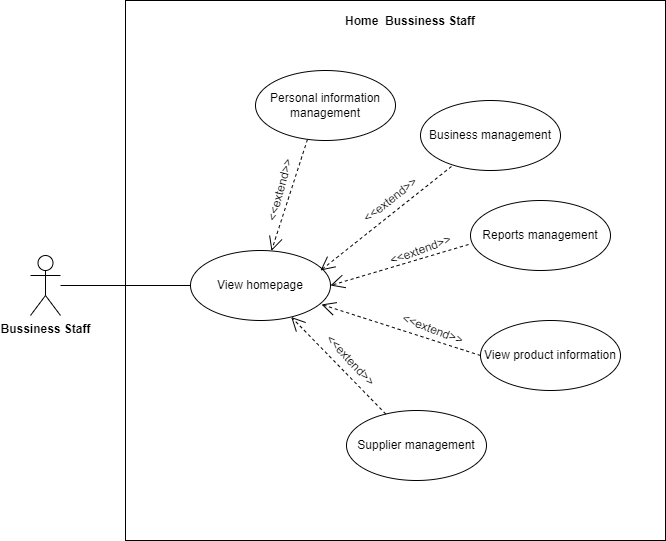 Home  Bussiness Staff
Personal information
management
Business management
<<extend>>
<<extend>>
Reports management
<<extend>>
View homepage
Bussiness Staff
<<extend>>
View product information
<<extend>>
Supplier management